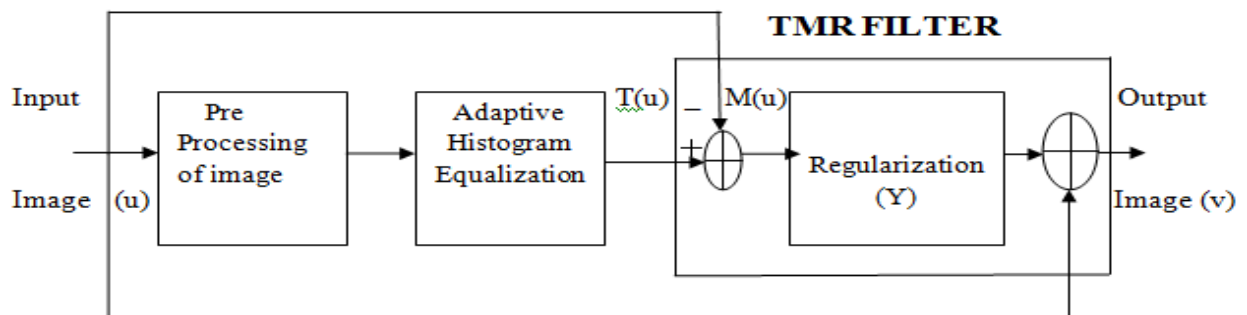 TMR FILTER
Input
Image (u)
Pre
Processing
of image
Adaptive
Histogram
Equalization
T(u)
−
+
M(u)
Regularization
(Y)
Output
Image (v)